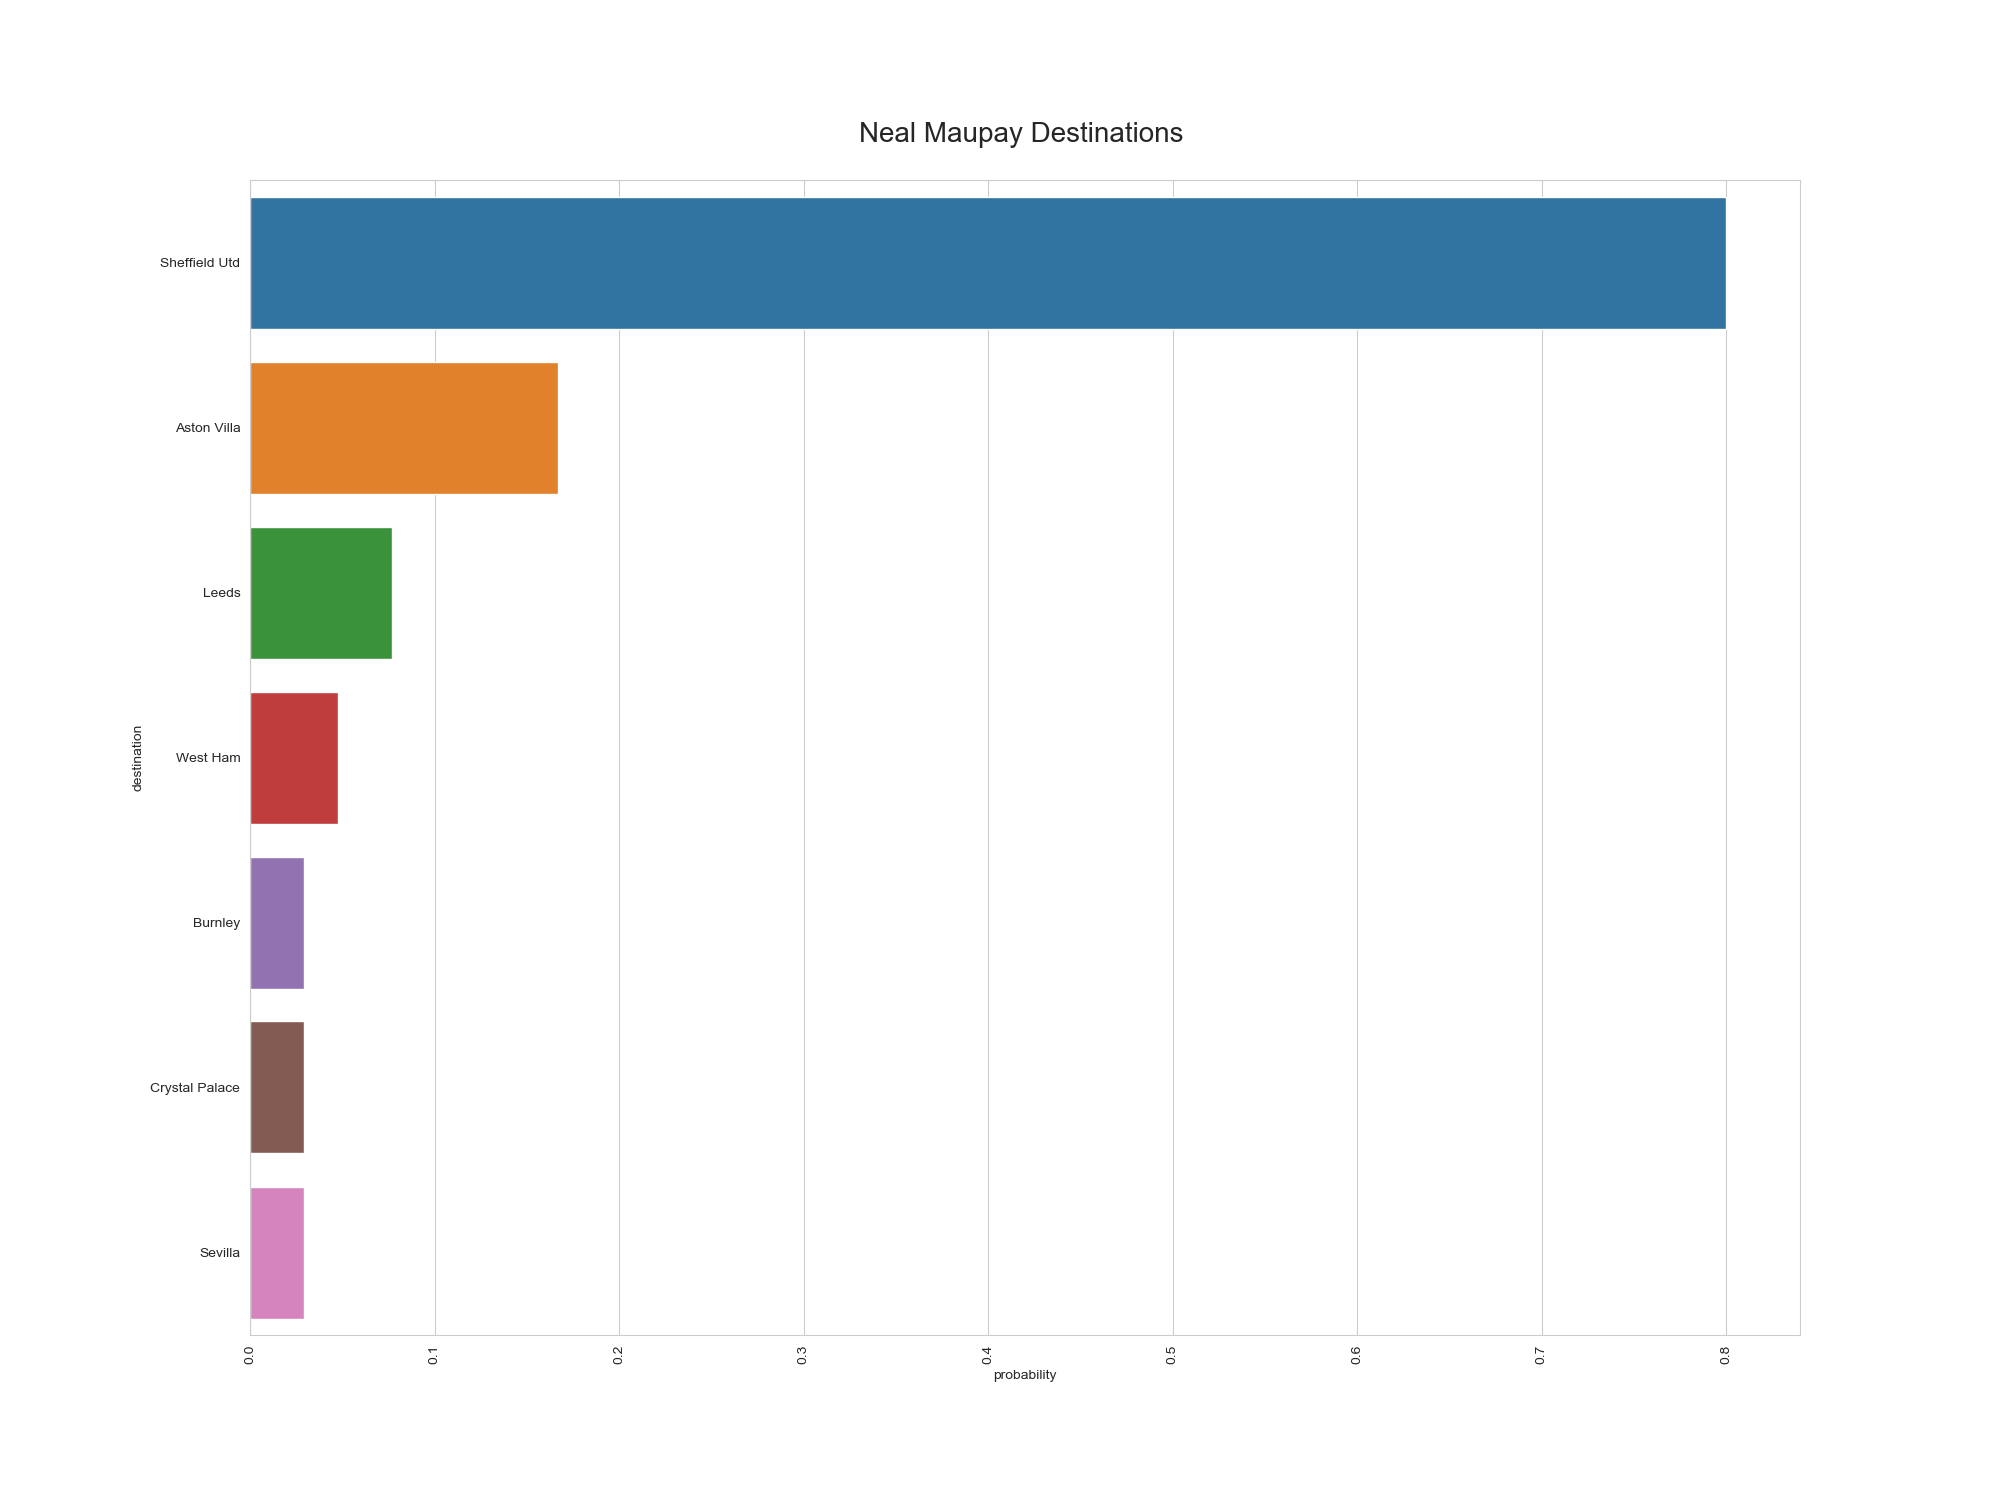 Neal Maupay Destinations
Sheffield Utd
Aston Villa
Leeds
West Ham
Burnley
Crystal Palace
Sevilla
destination
0.0
0.1
0.2
0.3
0.4
0.5
0.6
0.7
0.8
probability